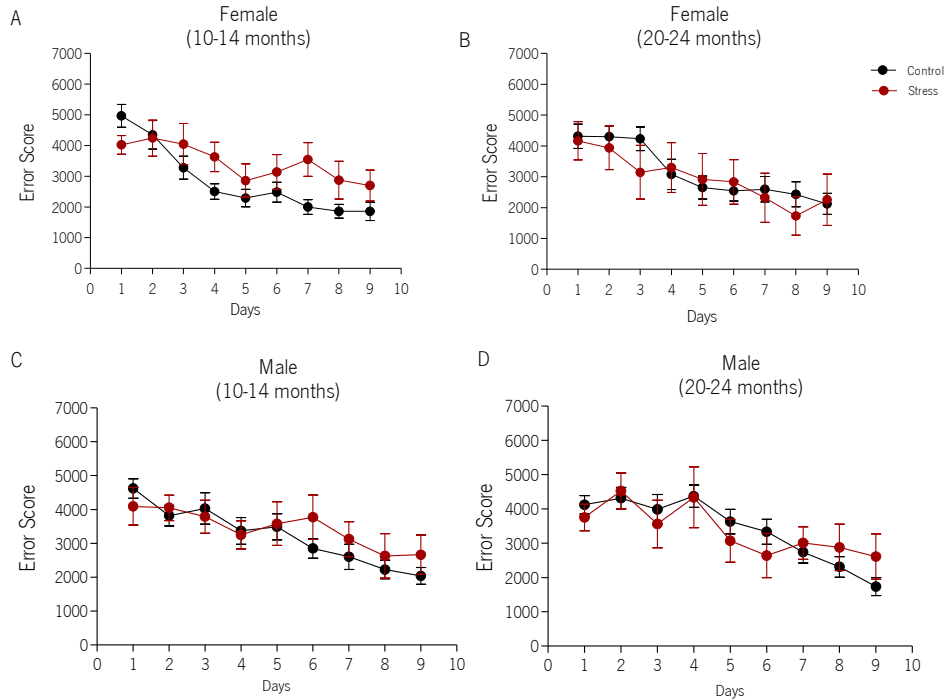 A
Female
(10-14 months)
7000
6000
5000
4000
3000
2000
1000
0
Error Score
0 1 2 3 4 5 6 7 8 9 10
Days
B
Female
(20-24 months)
7000
6000
5000
4000
3000
2000
1000
0
Error Score
0 1 2 3 4 5 6 7 8 9 10
Days
Control
Stress
C
Male
(10-14 months)
7000
6000
5000
4000
3000
2000
1000
0
Error Score
0 1 2 3 4 5 6 7 8 9 10
Days
D
Male
(20-24 months)
7000
6000
5000
4000
3000
2000
1000
0
Error Score
0 1 2 3 4 5 6 7 8 9 10
Days